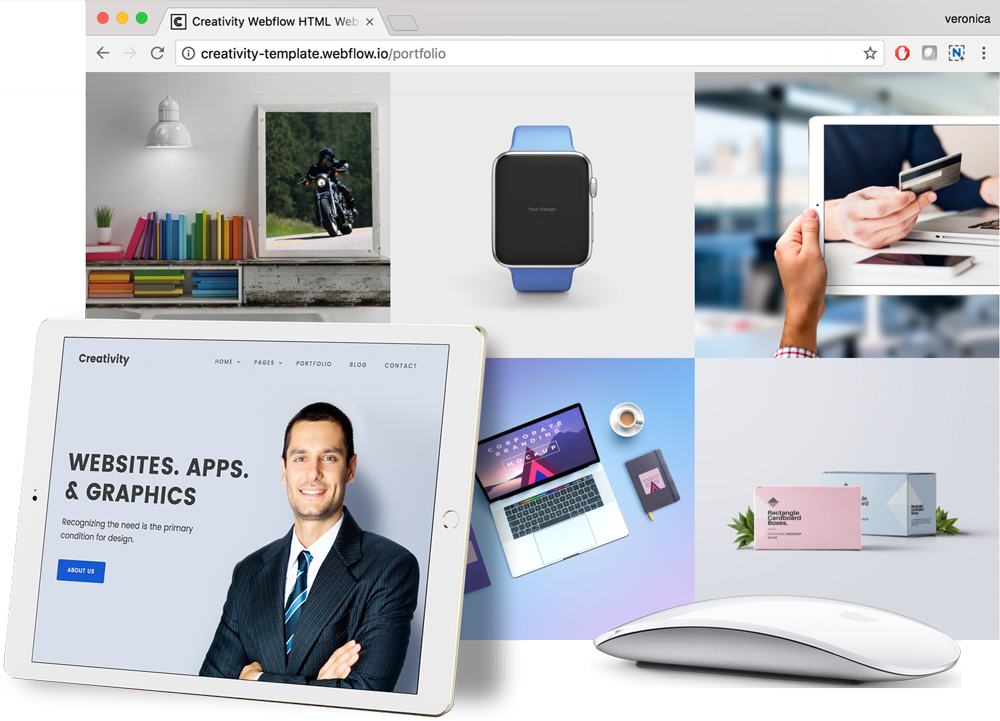 Creativity Webflow HTML Web
veronica
creativity-template.webflow.io/portfolio
Your Design
Creativity
HOME
PAGES
PORTFOLIO
BLOG
CONTACT
WEBSITES. APPS.
& GRAPHICS
Recognizing the need is the primary
condition for design.
ABOUT US
CORPORATE
BRANDING
MOCKUP
Rectangle
Cardboard
Boxes.
PACKAGING MOCKUP